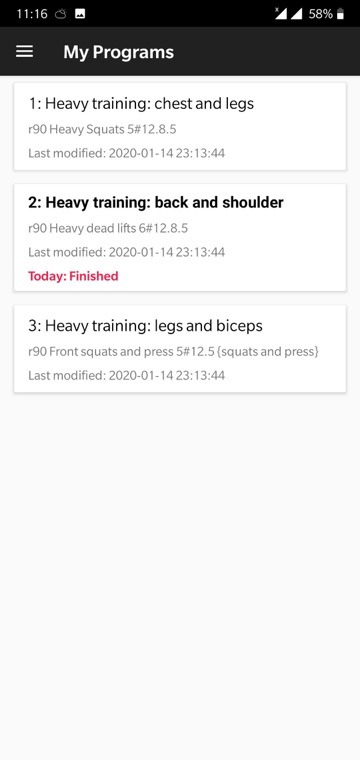 11:16
58%
My Programs
1: Heavy training: chest and legs
r90 Heavy Squats 5#12.8.5
Last modified: 2020-01-14 23:13:44
2: Heavy training: back and shoulder
r90 Heavy dead lifts 6#12.8.5
Last modified: 2020-01-14 23:13:44
Today: Finished
3: Heavy training: legs and biceps
r90 Front squats and press 5#12.5 {squats and press}
Last modified: 2020-01-14 23:13:44